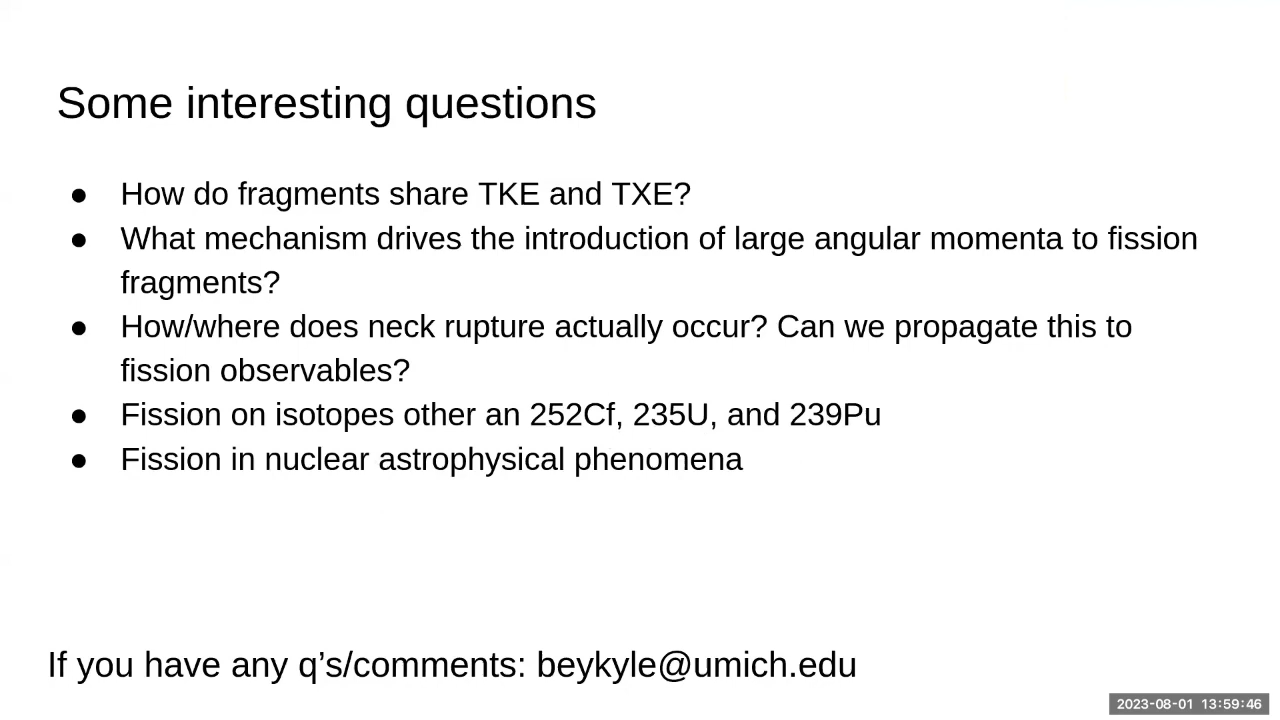 Some interesting questions
● How do fragments share TKE and TXE?
● What mechanism drives the introduction of large angular momenta to fission
fragments?
● How/where does neck rupture actually occur? Can we propagate this to
fission observables?
● Fission on isotopes other an 252Cf, 235U, and 239Pu
● Fission in nuclear astrophysical phenomena
If you have any q’s/comments: beykyle@umich.edu
2023-08-01 13:59:46